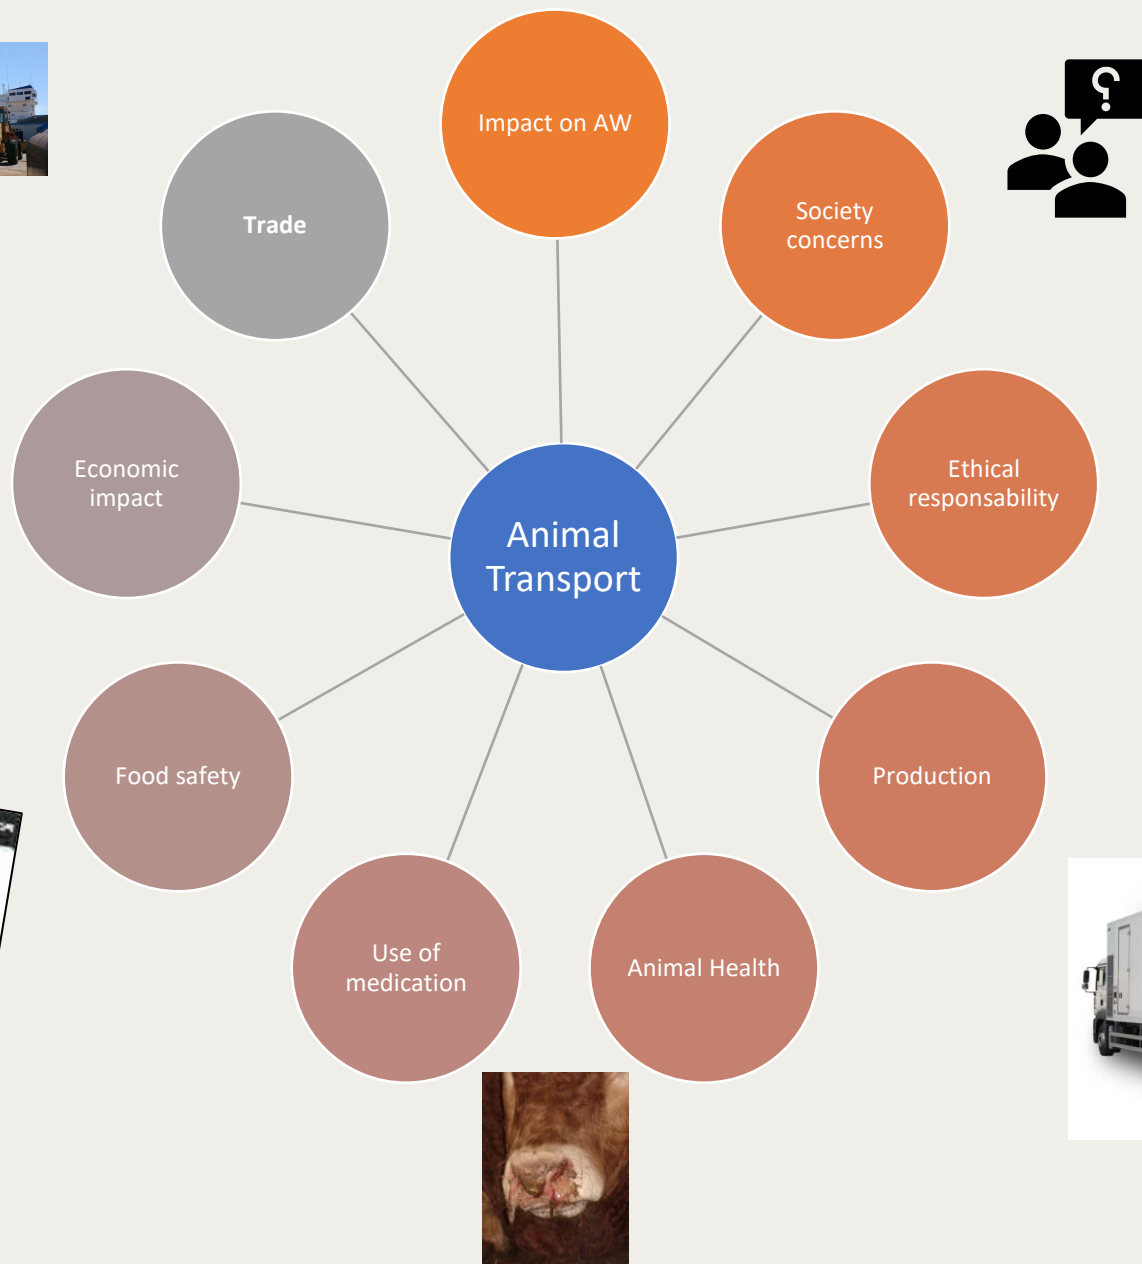 Impact on AW
Society
concerns
Ethical
responsability
Production
Animal Health
Use of
medication
Food safety
Economic
impact
Trade
Animal
Transport
?